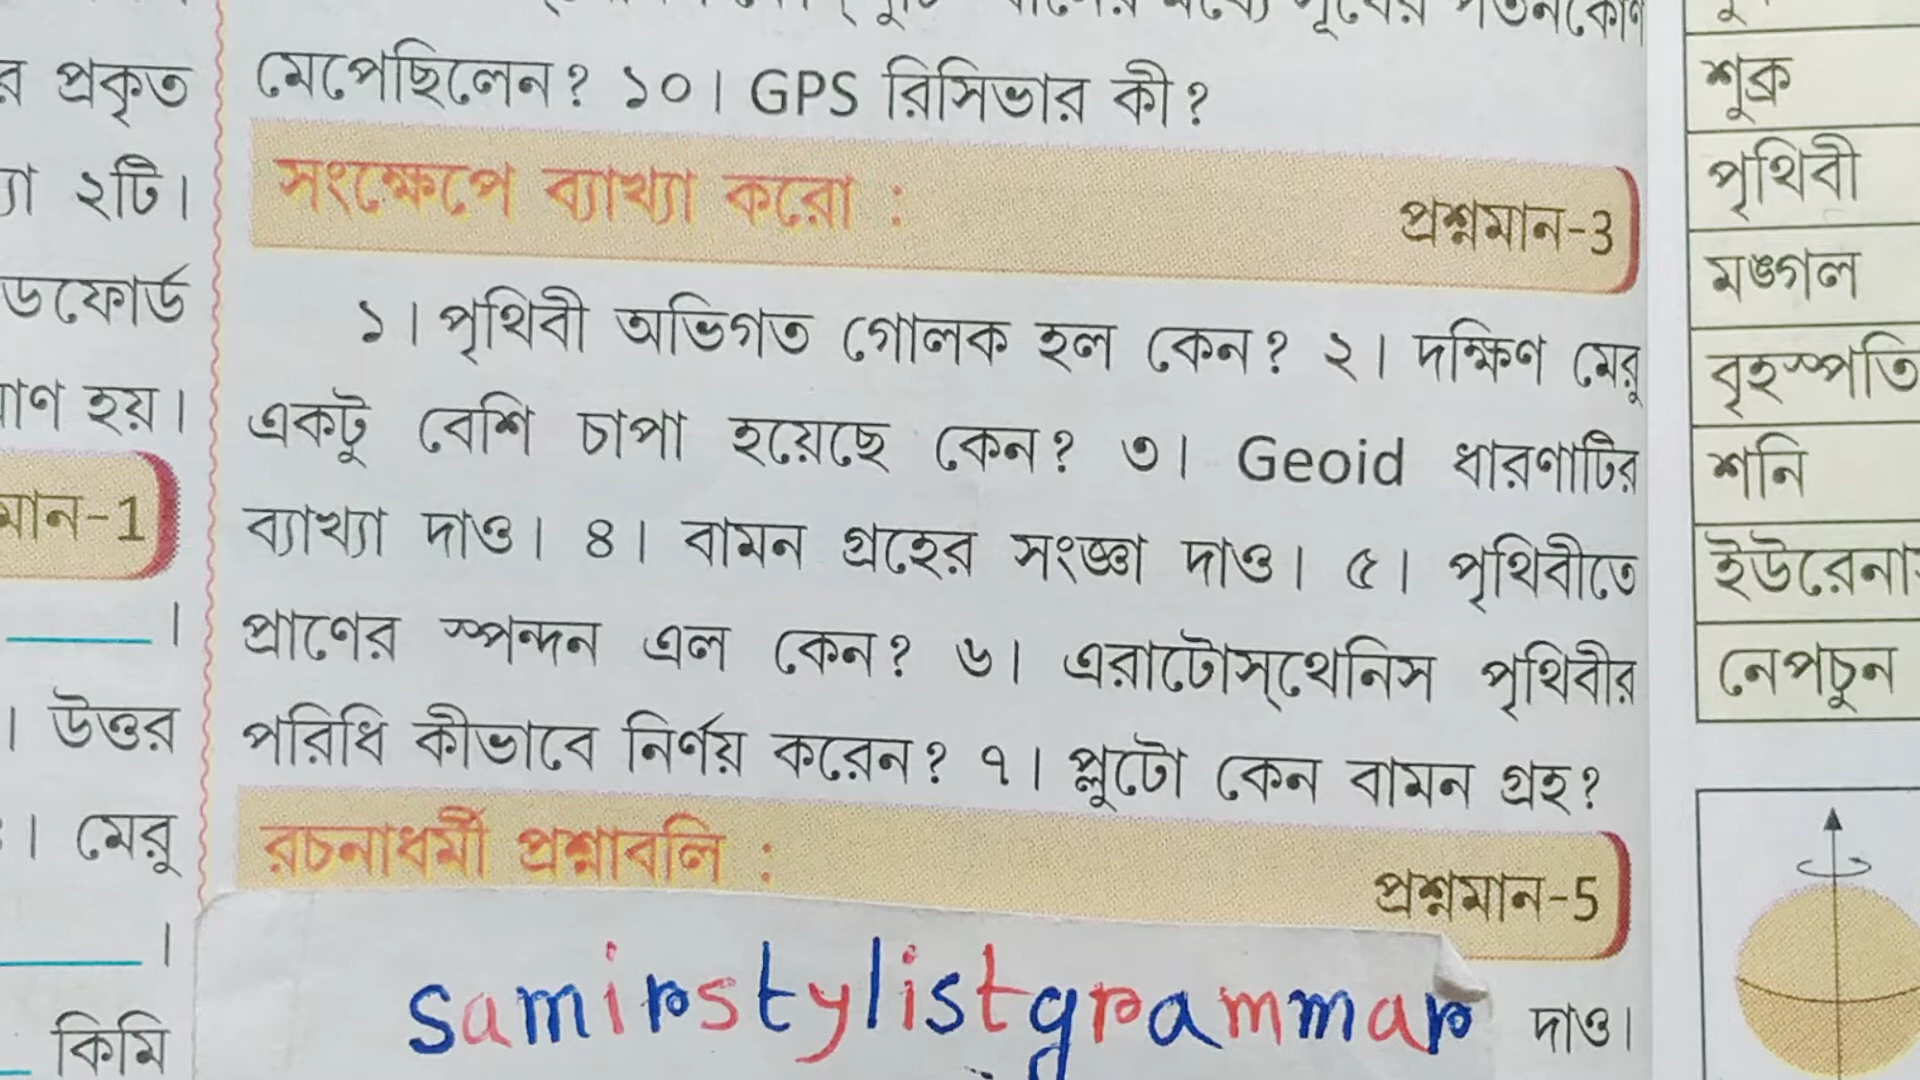 র প্রকৃত
২টি।
ডফোর্ড
হয়।
মান-1
।
। উত্তর
। মেরু
।
কিমি
মেপেছিলেন? ১০। GPS রিসিভার কী?
সংক্ষেপে ব্যাখ্যা করো :
প্রশ্নমান-3
১। পৃথিবী অভিগত গোলক হল কেন? ২। দক্ষিণ মেরু
একটু বেশি চাপা হয়েছে কেন? ৩। Geoid ধারণাটির
ব্যাখ্যা দাও। ৪। বামন গ্রহের সংজ্ঞা দাও। ৫। পৃথিবীতে
প্রাণের স্পন্দন এল কেন? ৬। এরাটোস্‌থেনিস পৃথিবীর
পরিধি কীভাবে নির্ণয় করেন? ৭। প্লুটো কেন বামন গ্রহ?
রচনাধর্মী প্রশ্নাবলি :
প্রশ্নমান-5
samirstylistgrammar
দাও।
শুক্র
পৃথিবী
মঙ্গল
বৃহস্পতি
শনি
ইউরেনা
নেপচুন